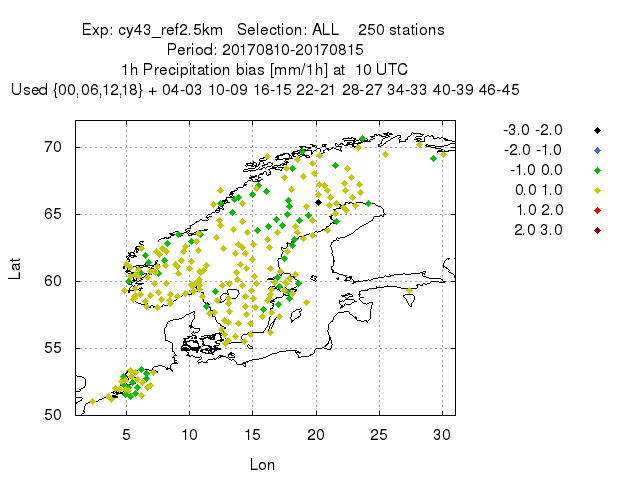 Exp: cy43_ref2.5km   Selection: ALL    250 stations
Period: 20170810-20170815
1h Precipitation bias [mm/1h] at  10 UTC
Used {00,06,12,18} + 04-03 10-09 16-15 22-21 28-27 34-33 40-39 46-45
-3.0 -2.0
-2.0 -1.0
-1.0 0.0
0.0 1.0
1.0 2.0
2.0 3.0
70
65
60
55
50
Lat
5 10 15 20 25 30
Lon